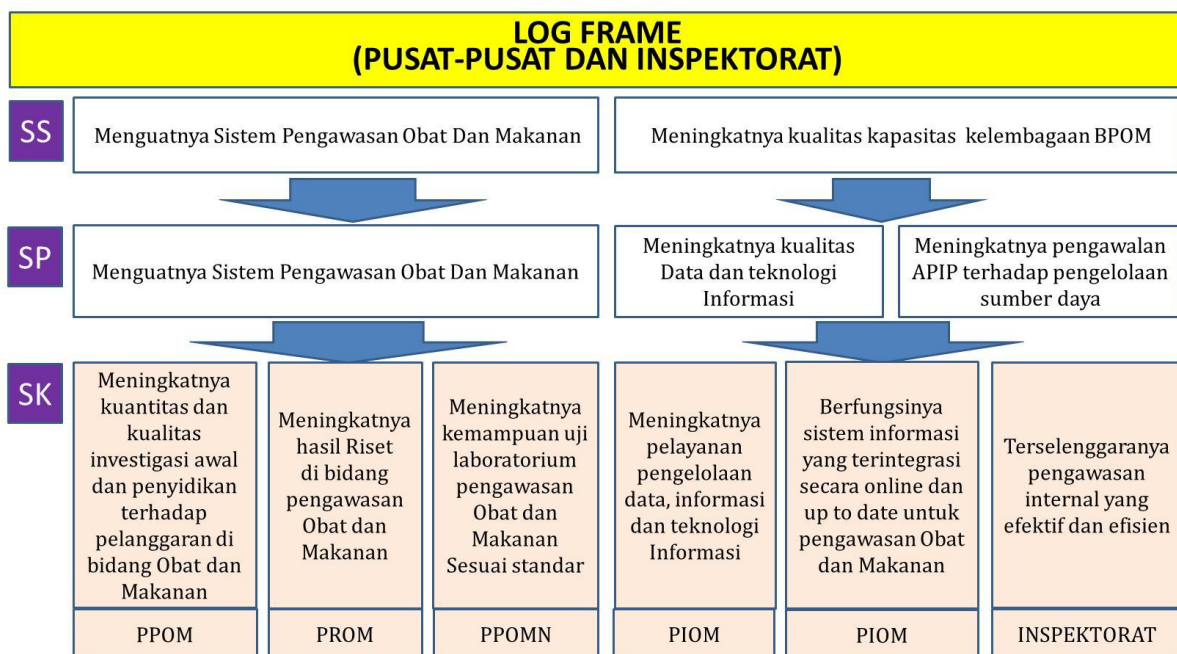 LOG FRAME
(PUSAT-PUSAT DAN INSPEKTORAT)
SS
Menguatnya Sistem Pengawasan Obat Dan Makanan
Meningkatnya kualitas kapasitas kelembagaan BPOM
SP
Menguatnya Sistem Pengawasan Obat Dan Makanan
Meningkatnya kualitas
Data dan teknologi
Informasi
Meningkatnya pengawalan
APIP terhadap pengelolaan
sumber daya
SK
Meningkatnya
kuantitas dan
kualitas
investigasi awal
dan penyidikan
terhadap
pelanggaran di
bidang Obat dan
Makanan
Meningkatnya
hasil Riset
di bidang
pengawasan
Obat dan
Makanan
Meningkatnya
kemampuan uji
laboratorium
pengawasan
Obat dan
Makanan
Sesuai standar
Meningkatnya
pelayanan
pengelolaan
data, informasi
dan teknologi
Informasi
Berfungsinya
sistem informasi
yang terintegrasi
secara online dan
up to date untuk
pengawasan Obat
dan Makanan
Terselenggaranya
pengawasan
internal yang
efektif dan efisien
PPOM
PROM
PPOMN
PIOM
PIOM
INSPEKTORAT